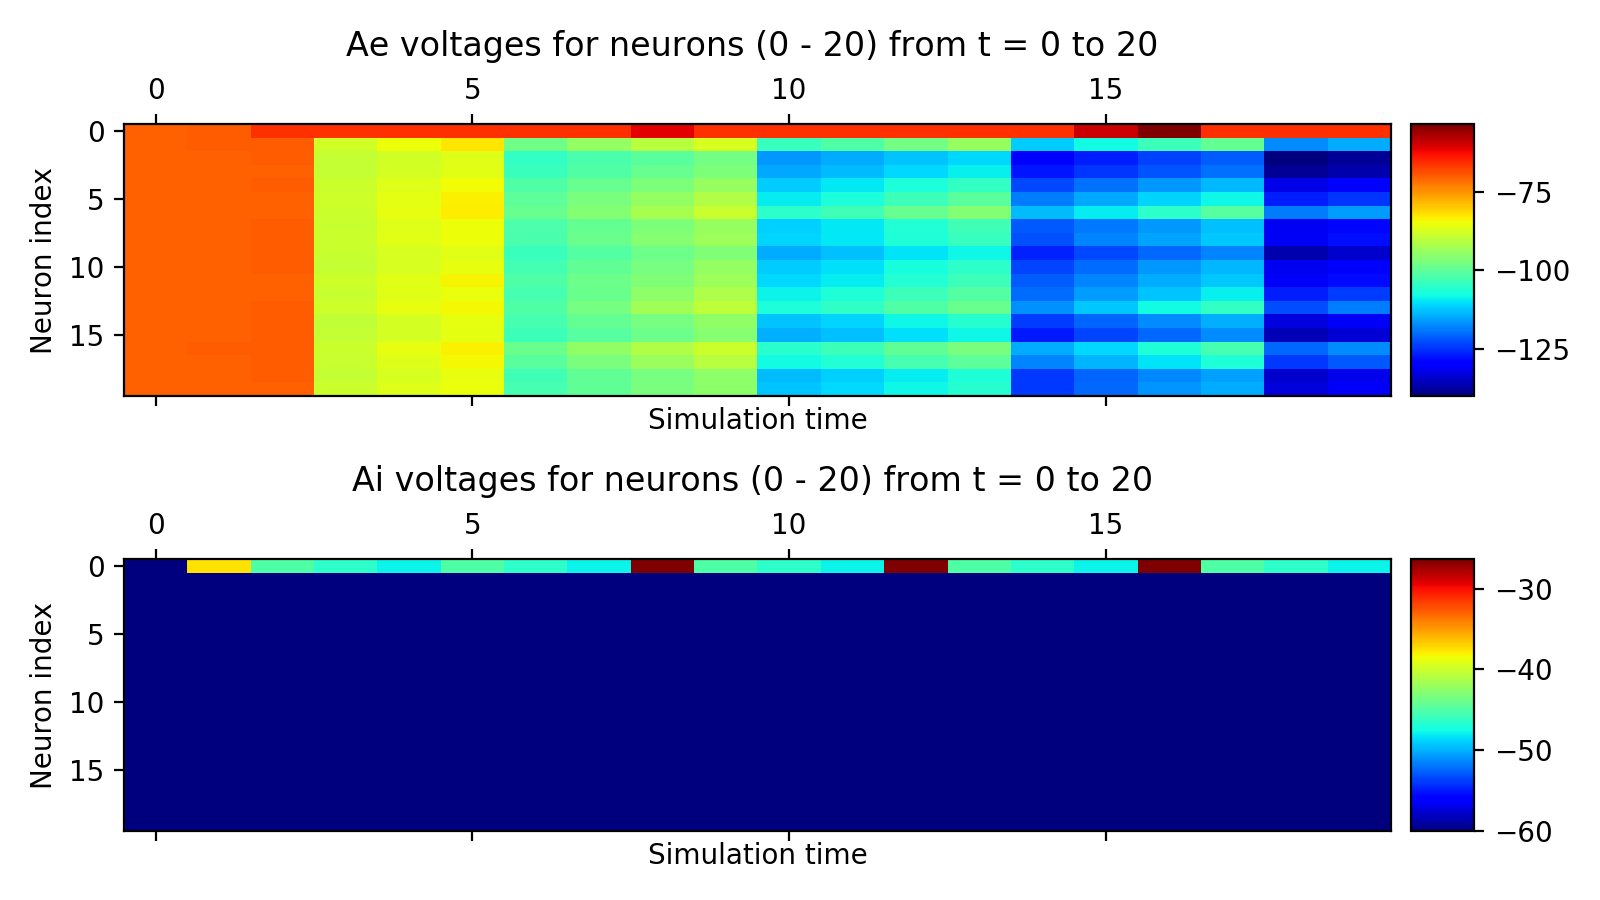 Ae voltages for neurons (0 - 20) from t = 0 to 20
0 5 10 15
0
5
10
15
Neuron index
Simulation time
−75
−100
−125
Ai voltages for neurons (0 - 20) from t = 0 to 20
0 5 10 15
0
5
10
15
Neuron index
Simulation time
−30
−40
−50
−60